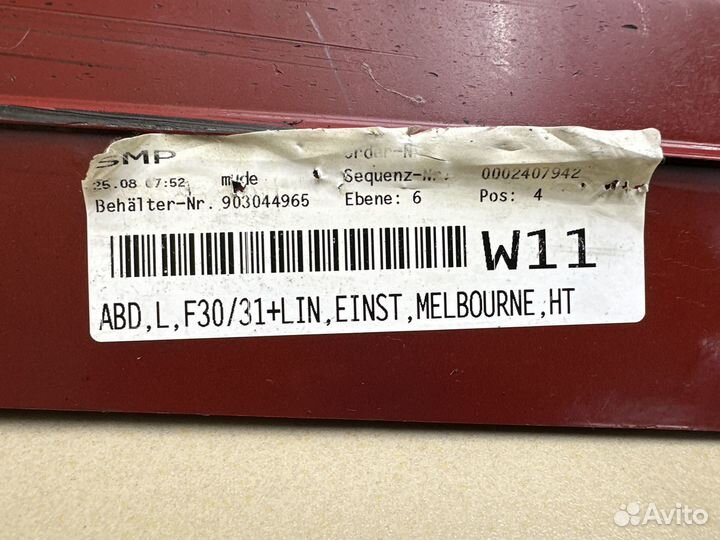 SMP Order-N
25.08 07:52 Sequenz-Nr: 0002407942
Behälter-Nr. 903044965 Ebene: 6 Pos: 4
W11
ABD,L,F30/31+LIN,EINST,MELBOURNE,HT
Avito